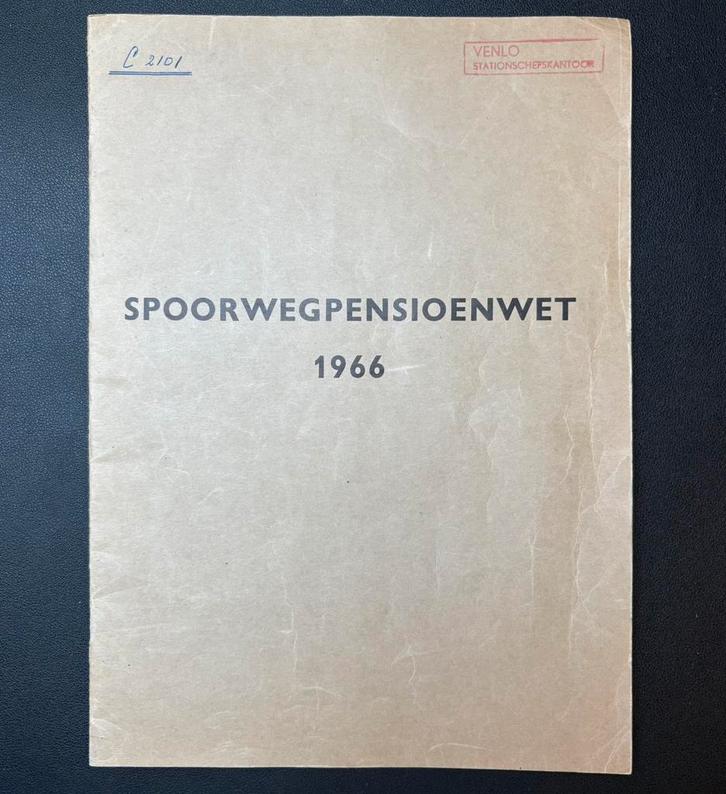 C 2101
VENLO
STATIONSCHEFSKANTOOR
SPOORWEGPENSIOENWET
1966